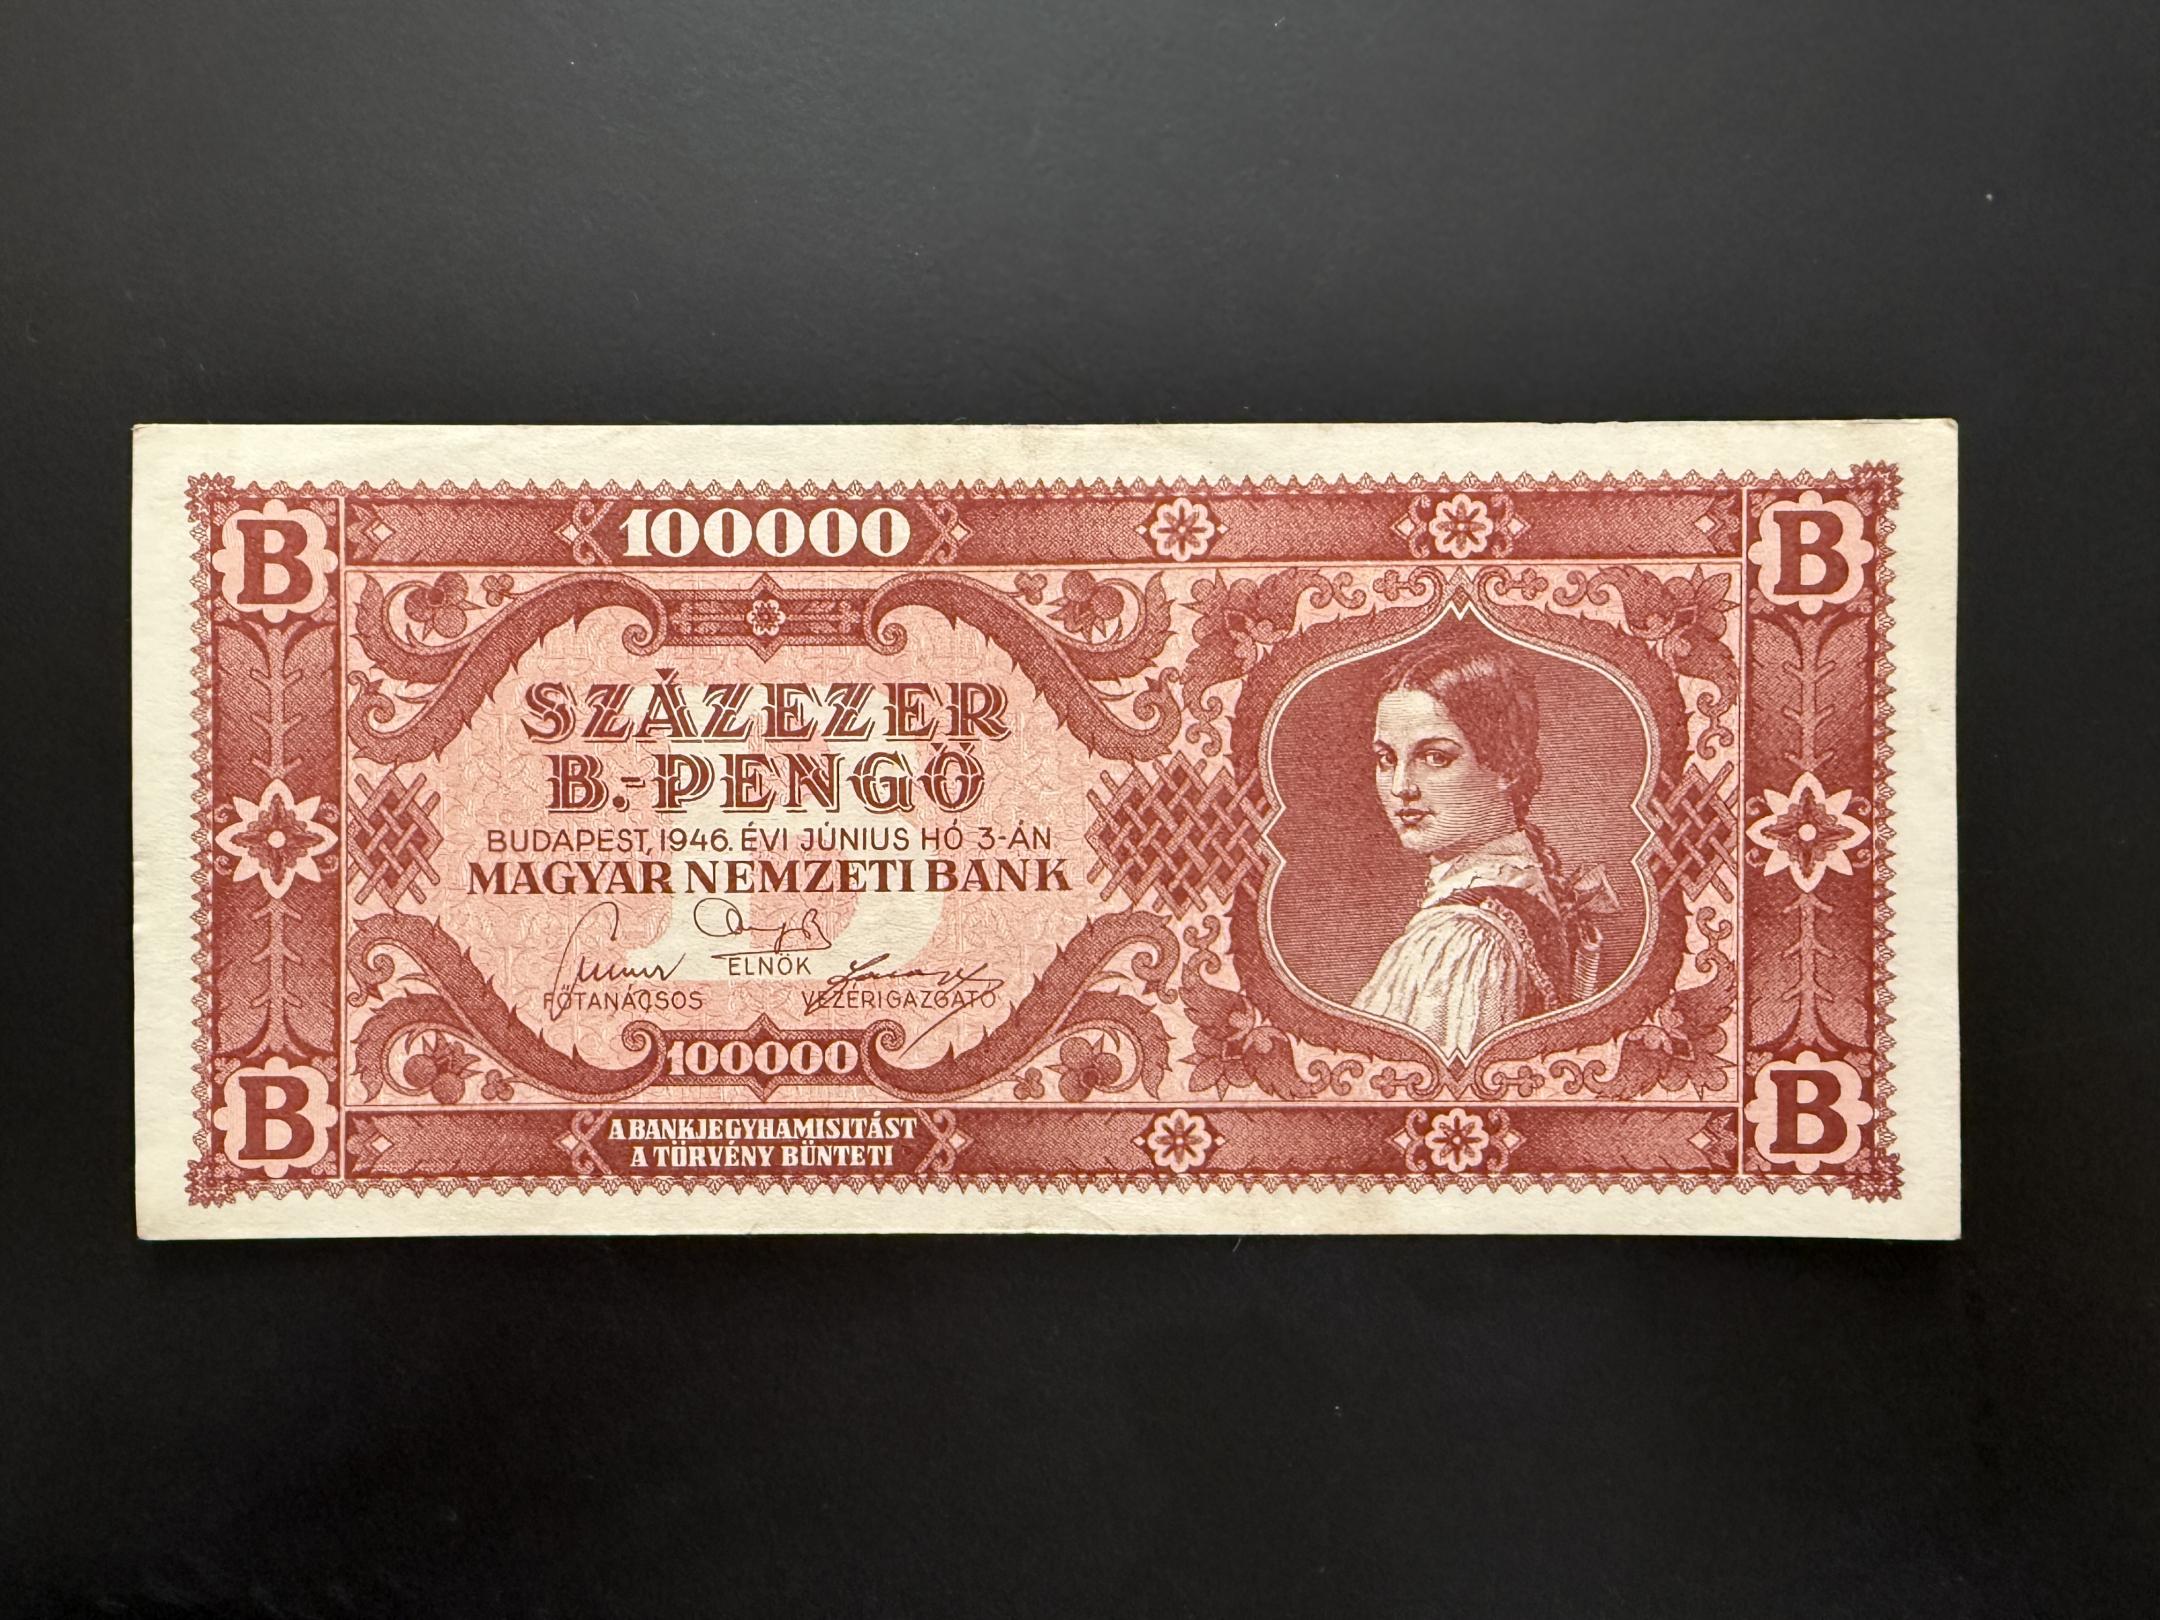 B 100000 B
SZÁZEZER
B.-PENGŐ
BUDAPEST, 1946. ÉVI JÚNIUS HÓ 3-ÁN
MAGYAR NEMZETI BANK
ELNÖK
FŐTANÁCSOS VEZÉRIGAZGATÓ
100000
B B
A BANKJEGYHAMISITÁST
A TÖRVÉNY BÜNTETI